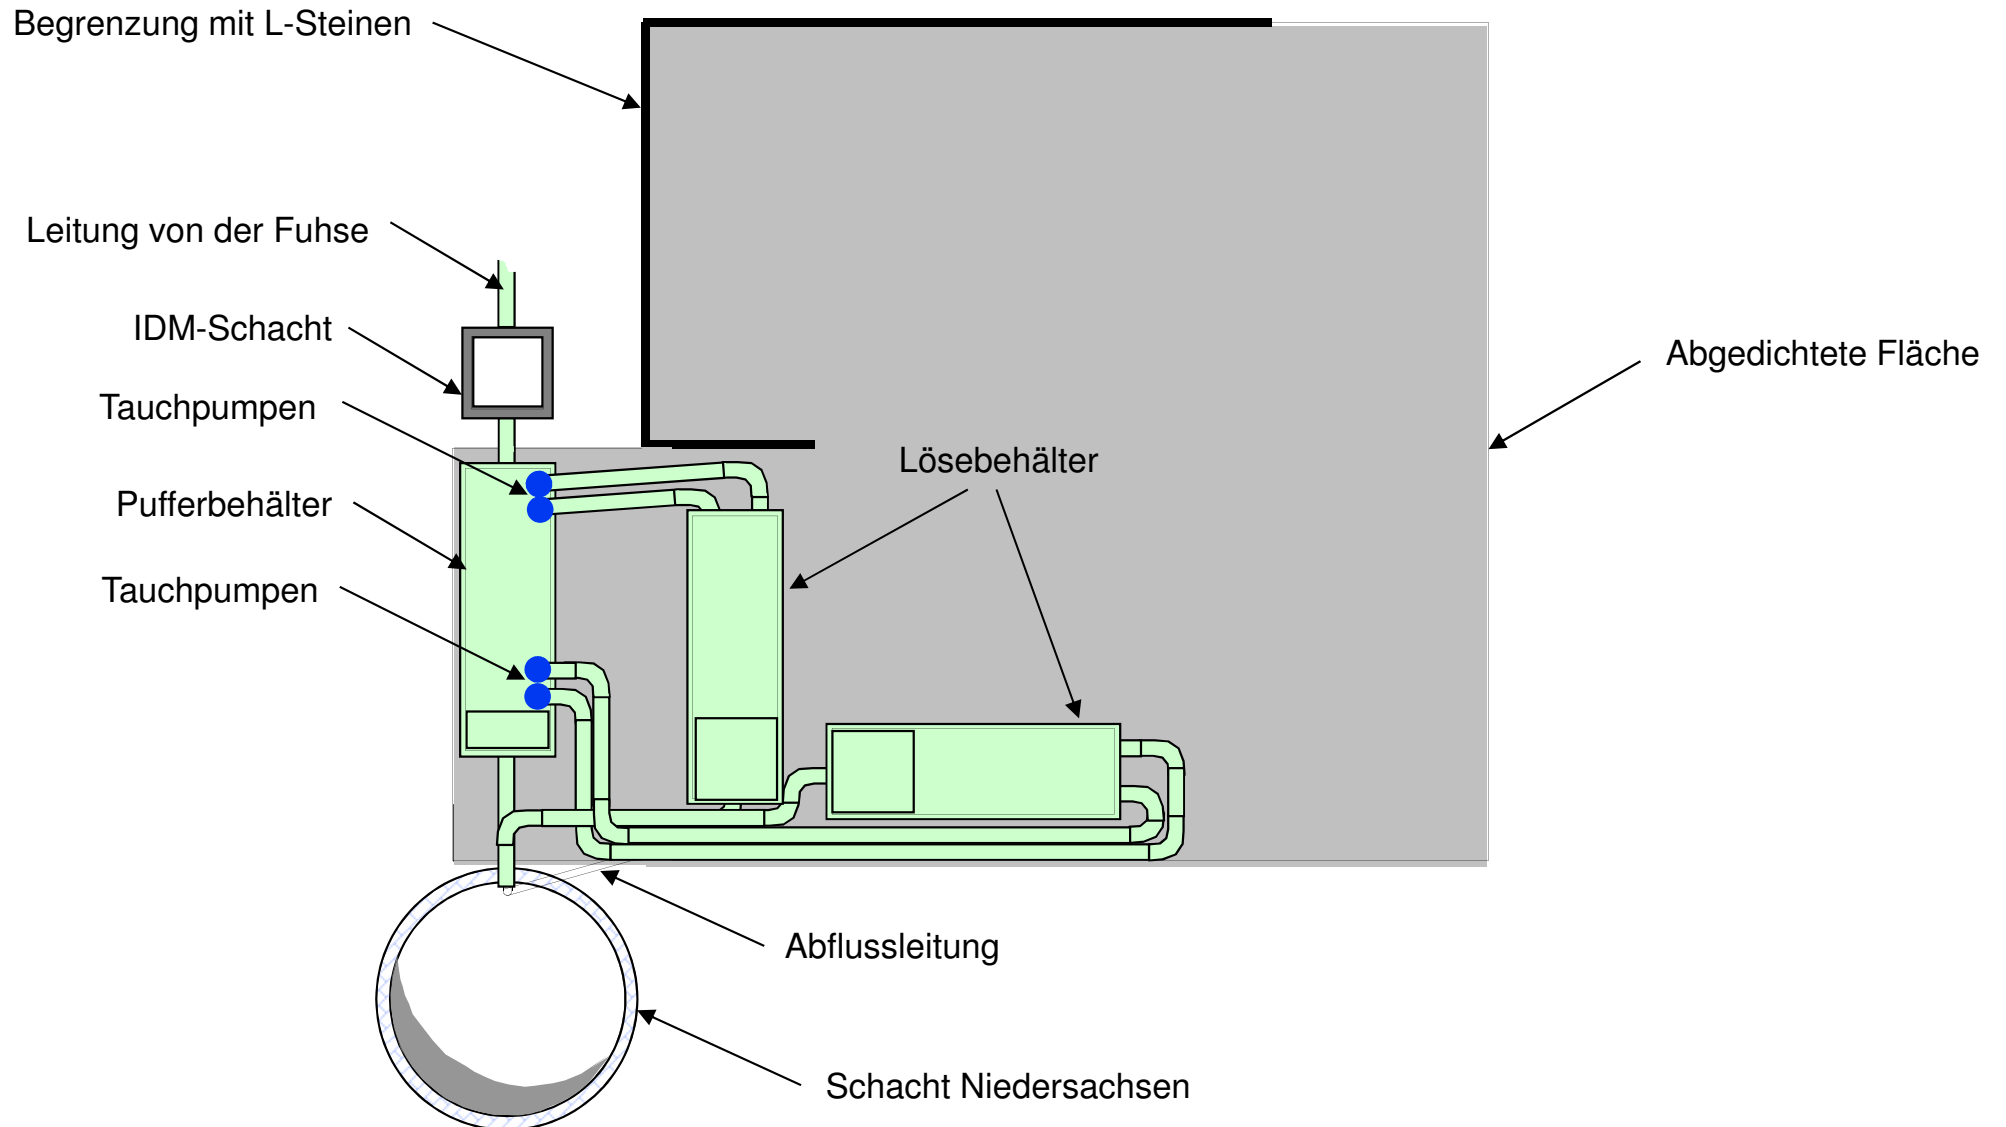 Begrenzung mit L-Steinen
Leitung von der Fuhse
IDM-Schacht
Abgedichtete Fläche
Tauchpumpen
Lösebehälter
Pufferbehälter
Tauchpumpen
Abflussleitung
Schacht Niedersachsen